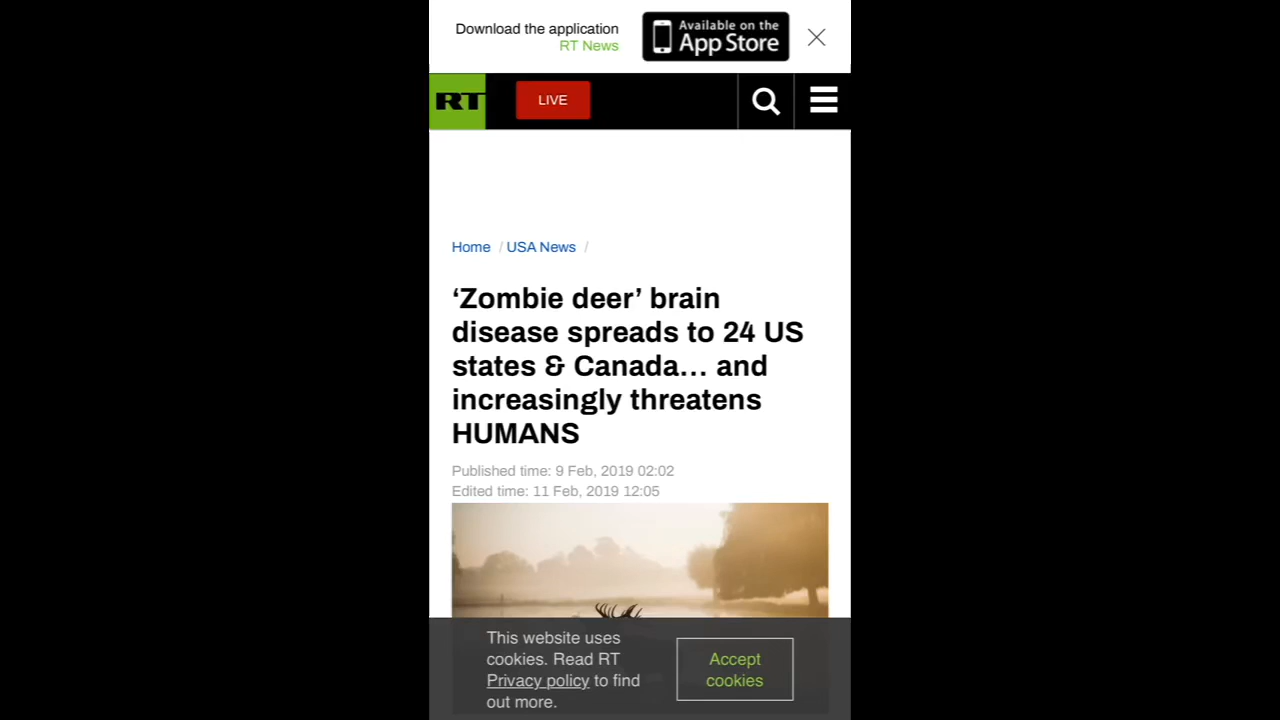 Download the application
RT News
Available on the
App Store
RT
LIVE
Home / USA News /
‘Zombie deer’ brain
disease spreads to 24 US
states & Canada... and
increasingly threatens
HUMANS
Published time: 9 Feb, 2019 02:02
Edited time: 11 Feb, 2019 12:05
This website uses
cookies. Read RT
Privacy policy to find
out more.
Accept
cookies